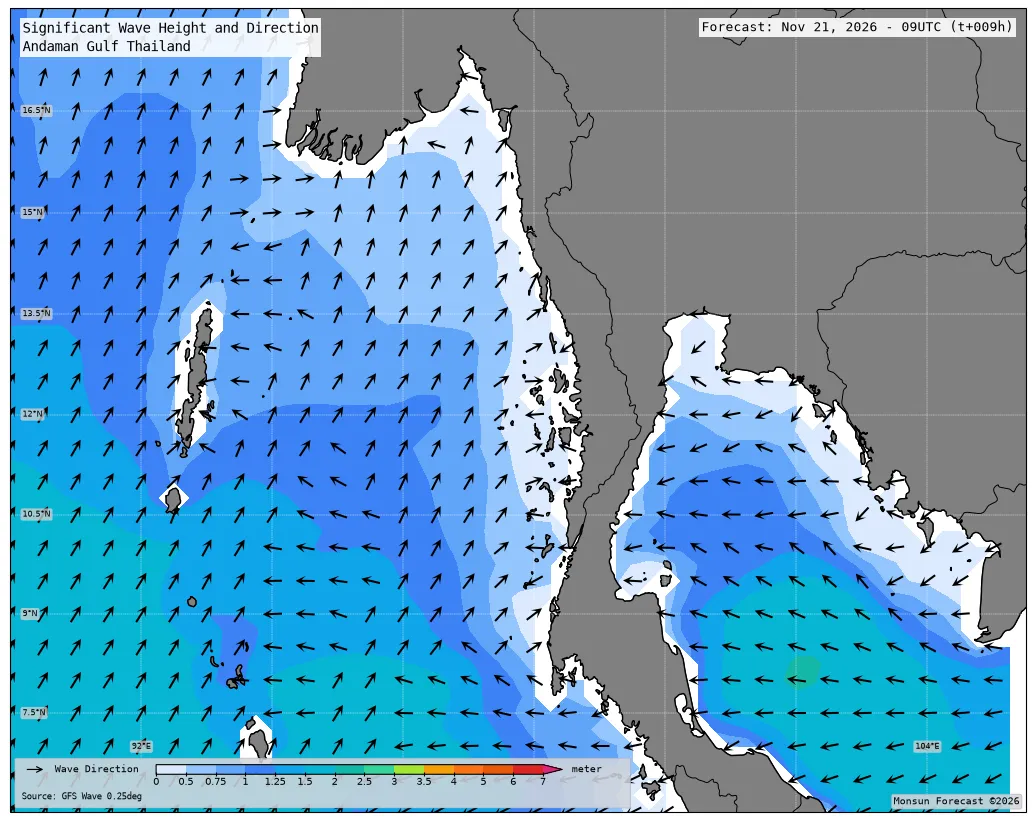 Significant Wave Height and Direction
Andaman Gulf Thailand
Forecast: Nov 21, 2026 - 09UTC (t+009h)
16.5°N
15°N
13.5°N
12°N
10.5°N
9°N
7.5°N
92°E
104°E
Wave Direction
meter
0 0.5 0.75 1 1.25 1.5 2 2.5 3 3.5 4 5 6 7
Source: GFS Wave 0.25deg
Monsun Forecast ©2026